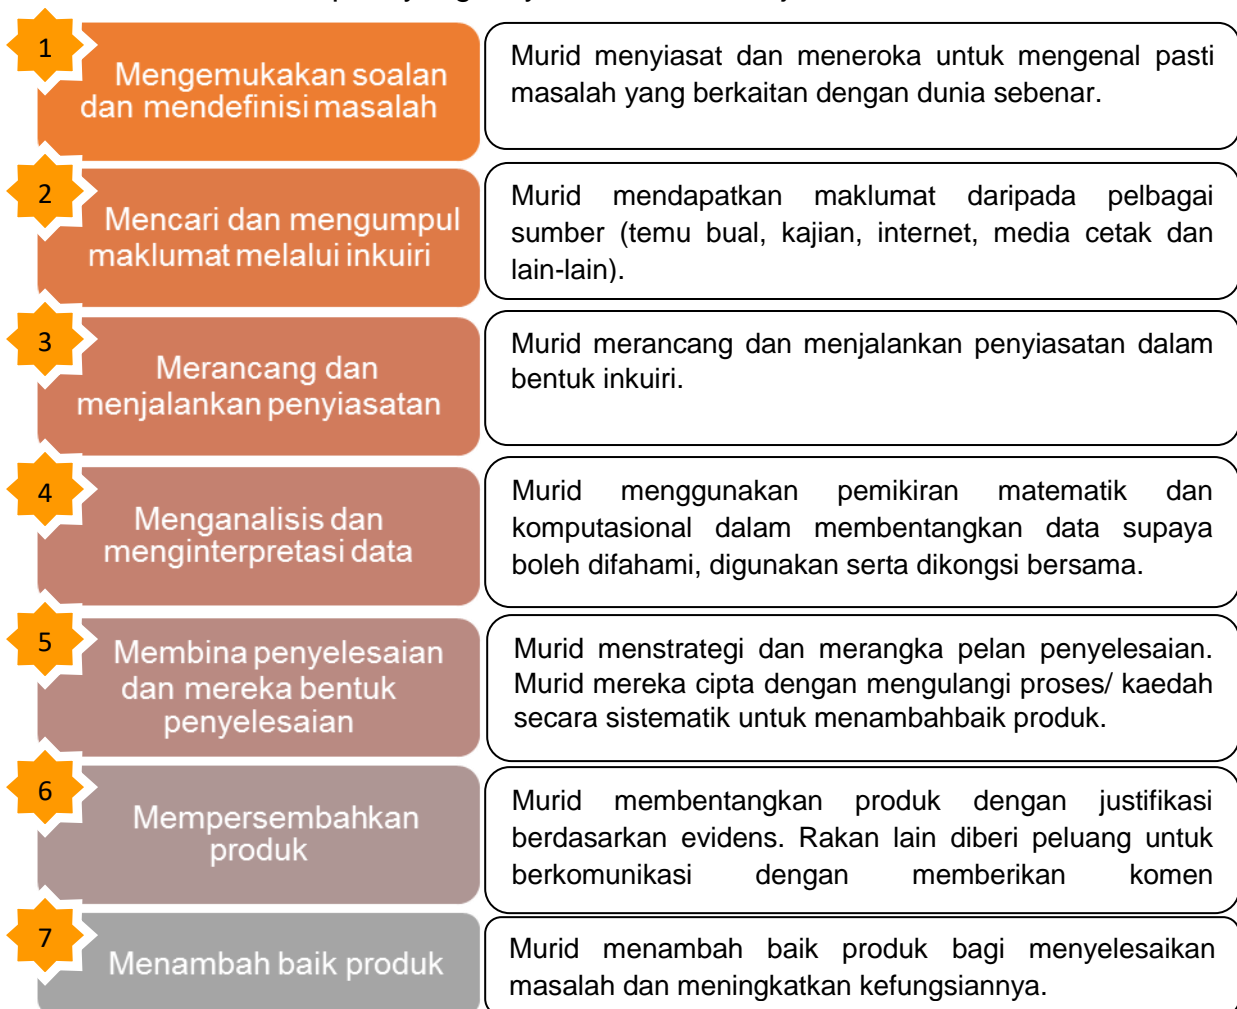 1
Mengemukakan soalan
dan mendefinisi masalah
Murid menyiasat dan meneroka untuk mengenal pasti
masalah yang berkaitan dengan dunia sebenar.
2
Mencari dan mengumpul
maklumat melalui inkuiri
Murid mendapatkan maklumat daripada pelbagai
sumber (temu bual, kajian, internet, media cetak dan
lain-lain).
3
Merancang dan
menjalankan penyiasatan
Murid merancang dan menjalankan penyiasatan dalam
bentuk inkuiri.
4
Menganalisis dan
menginterpretasi data
Murid menggunakan pemikiran matematik dan
komputasional dalam membentangkan data supaya
boleh difahami, digunakan serta dikongsi bersama.
5
Membina penyelesaian
dan mereka bentuk
penyelesaian
Murid menstrategi dan merangka pelan penyelesaian.
Murid mereka cipta dengan mengulangi proses/ kaedah
secara sistematik untuk menambahbaik produk.
6
Mempersembahkan
produk
Murid membentangkan produk dengan justifikasi
berdasarkan evidens. Rakan lain diberi peluang untuk
berkomunikasi dengan memberikan komen
7
Menambah baik produk
Murid menambah baik produk bagi menyelesaikan
masalah dan meningkatkan kefungsiannya.